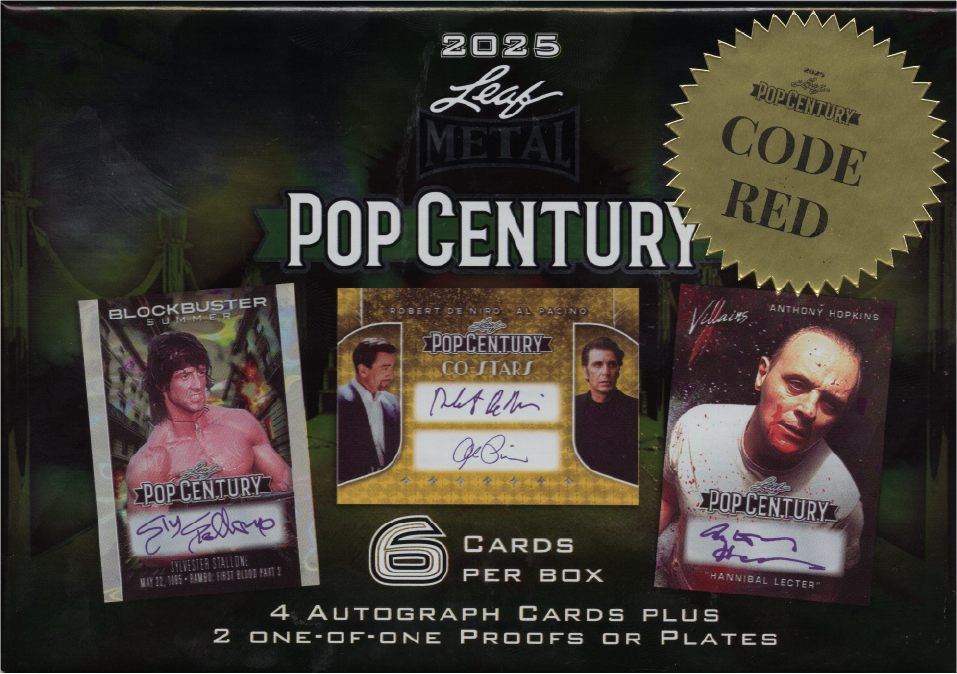 2025
Leaf
METAL
POP CENTURY
2025
Leaf
POP CENTURY
CODE
RED
BLOCKBUSTER
SUMMER
Leaf
POP CENTURY
Sly Stallone
SYLVESTER STALLONE
MAY 22, 1985 • RAMBO: FIRST BLOOD PART 2
ROBERT DE NIRO, AL PACINO
Leaf
POP CENTURY
CO-STARS
Villains
ANTHONY HOPKINS
Leaf
POP CENTURY
"HANNIBAL LECTER"
6 CARDS
PER BOX
4 AUTOGRAPH CARDS PLUS
2 ONE-OF-ONE PROOFS OR PLATES